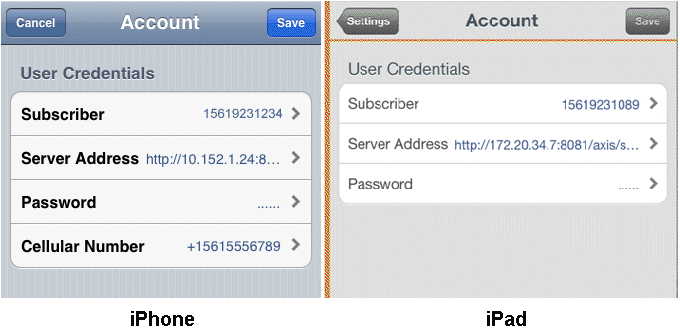 Cancel Account Save
User Credentials
Subscriber 15619231234
Server Address http://10.152.1.24:8...
Password ......
Cellular Number +15615556789
iPhone
Settings Account Save
User Credentials
Subscriber 15619231089
Server Address http://172.20.34.7:8081/axis/s...
Password ......
iPad